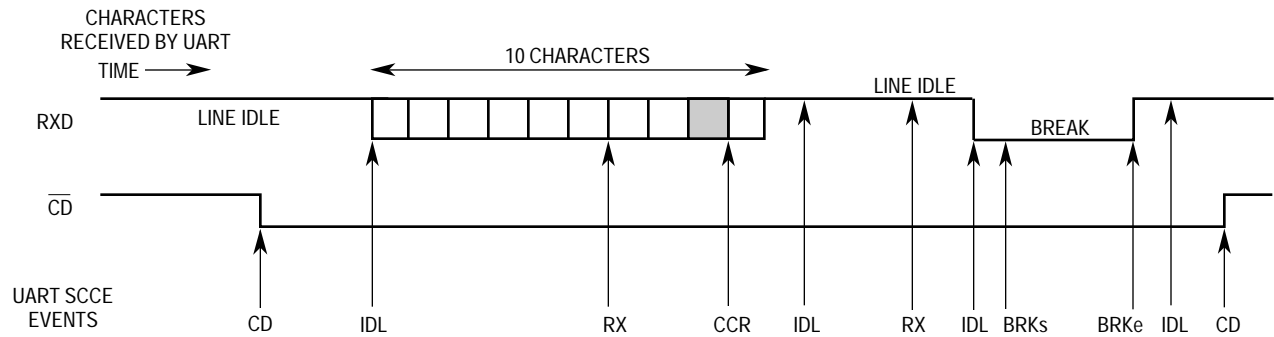 CHARACTERS
RECEIVED BY UART
TIME
10 CHARACTERS
RXD
LINE IDLE
LINE IDLE
BREAK
CD
UART SCCE
EVENTS
CD
IDL
RX
CCR
IDL
RX
IDL
BRKs
BRKe
IDL
CD